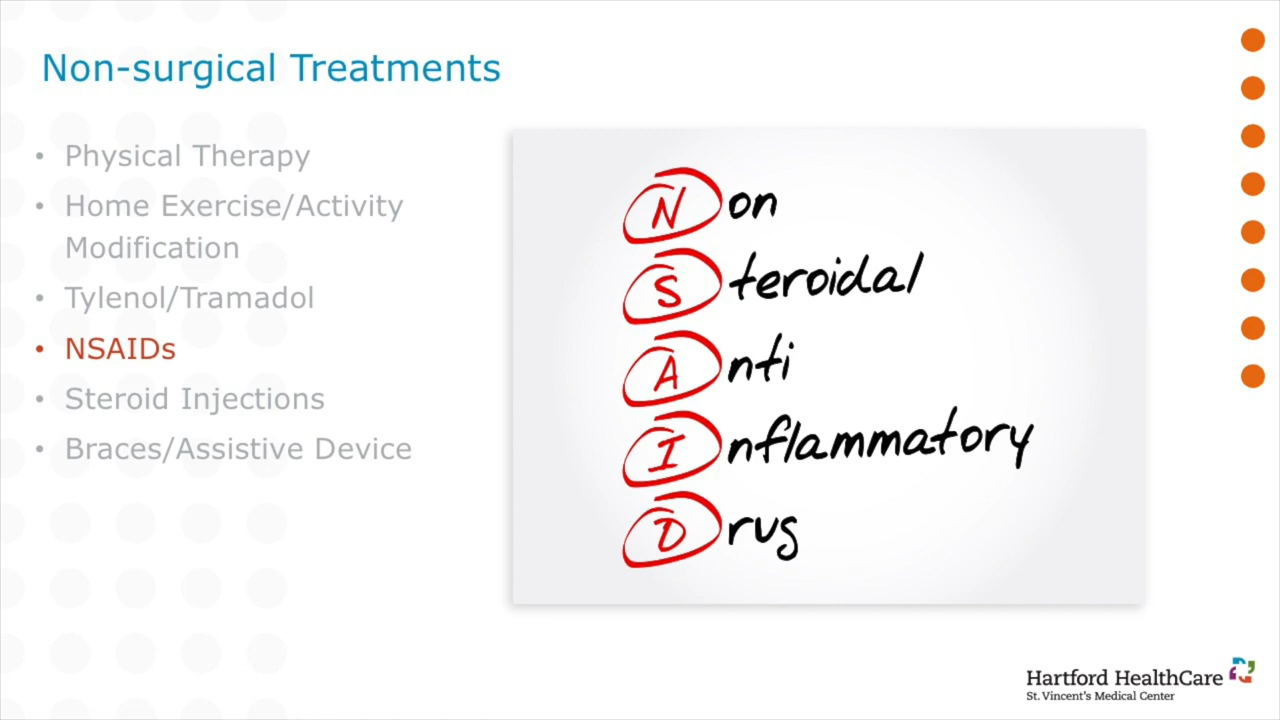 Non-surgical Treatments
• Physical Therapy
• Home Exercise/Activity
Modification
• Tylenol/Tramadol
• NSAIDs
• Steroid Injections
• Braces/Assistive Device
Non
Steroidal
Anti
Inflammatory
Drug
Hartford HealthCare
St. Vincent's Medical Center